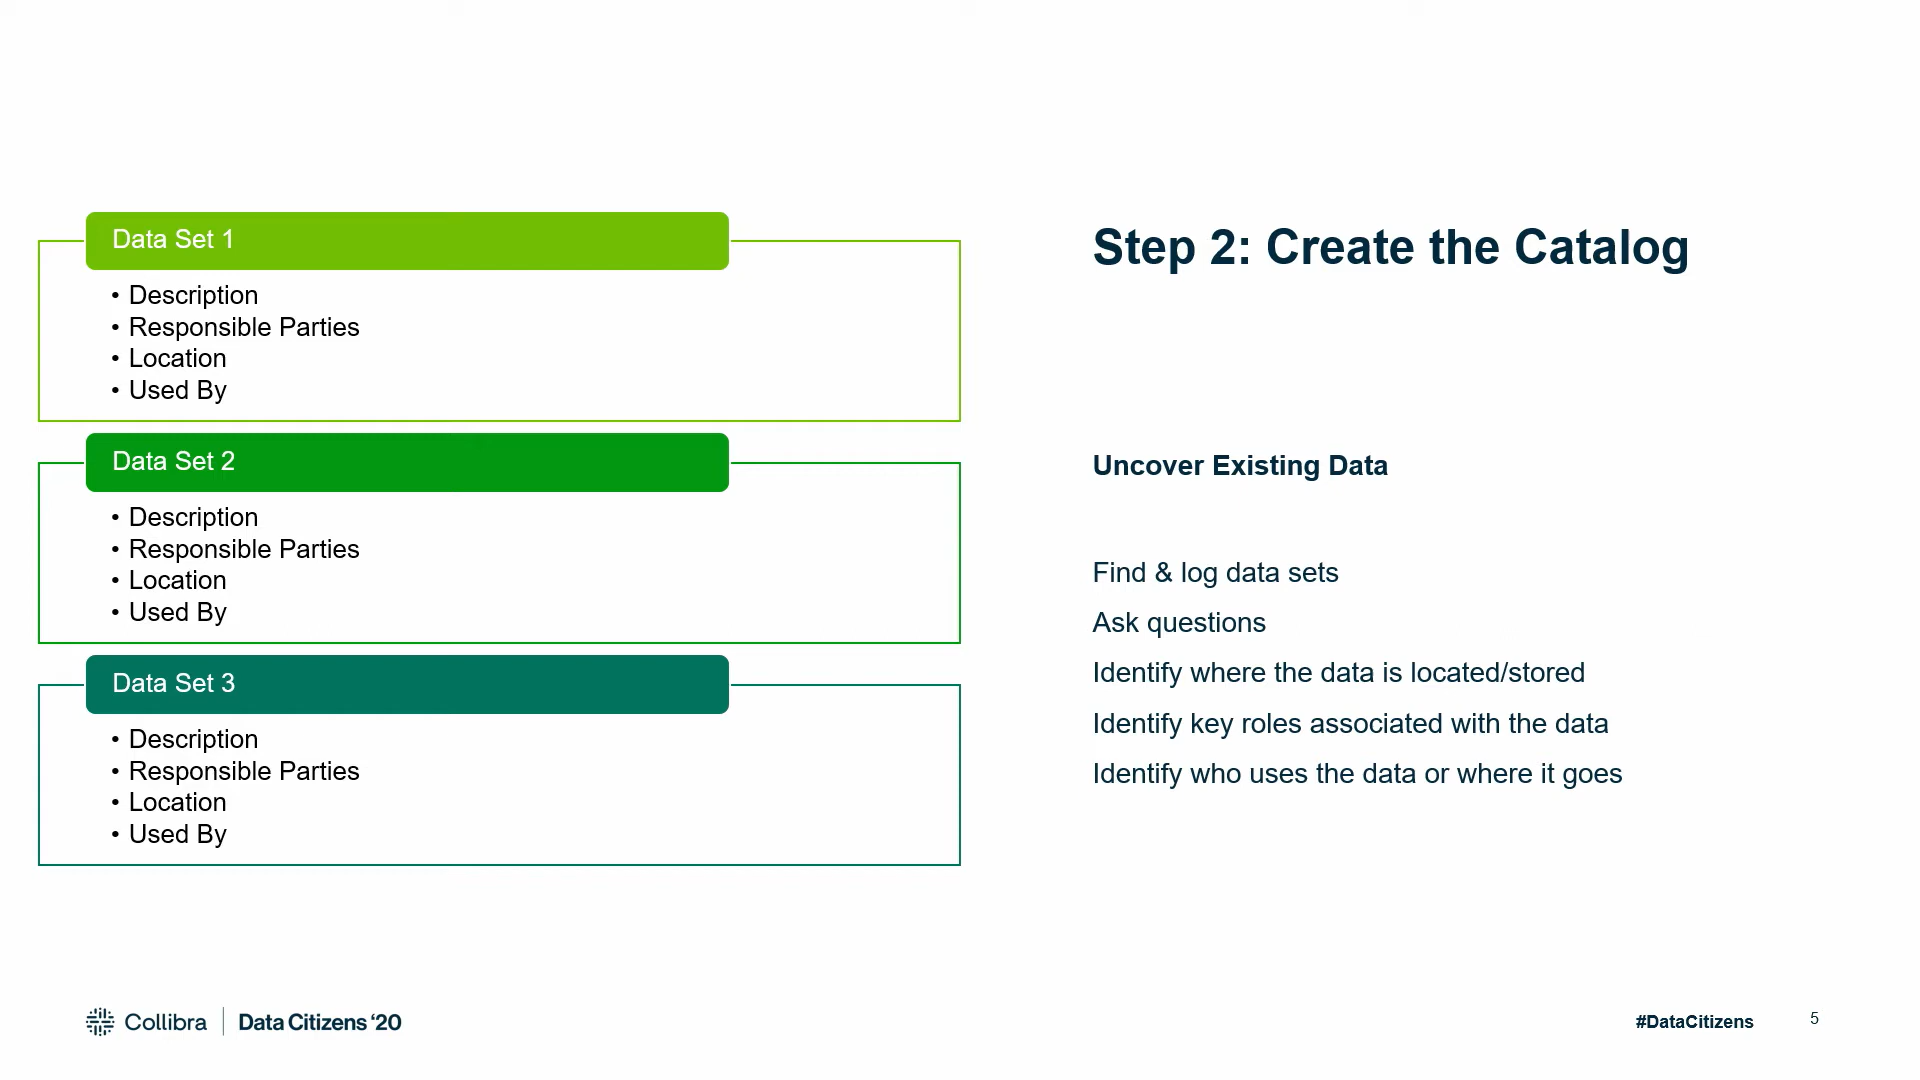 Data Set 1
• Description
• Responsible Parties
• Location
• Used By
Data Set 2
• Description
• Responsible Parties
• Location
• Used By
Data Set 3
• Description
• Responsible Parties
• Location
• Used By
Step 2: Create the Catalog
Uncover Existing Data
Find & log data sets
Ask questions
Identify where the data is located/stored
Identify key roles associated with the data
Identify who uses the data or where it goes
Collibra | Data Citizens ‘20
#DataCitizens 5